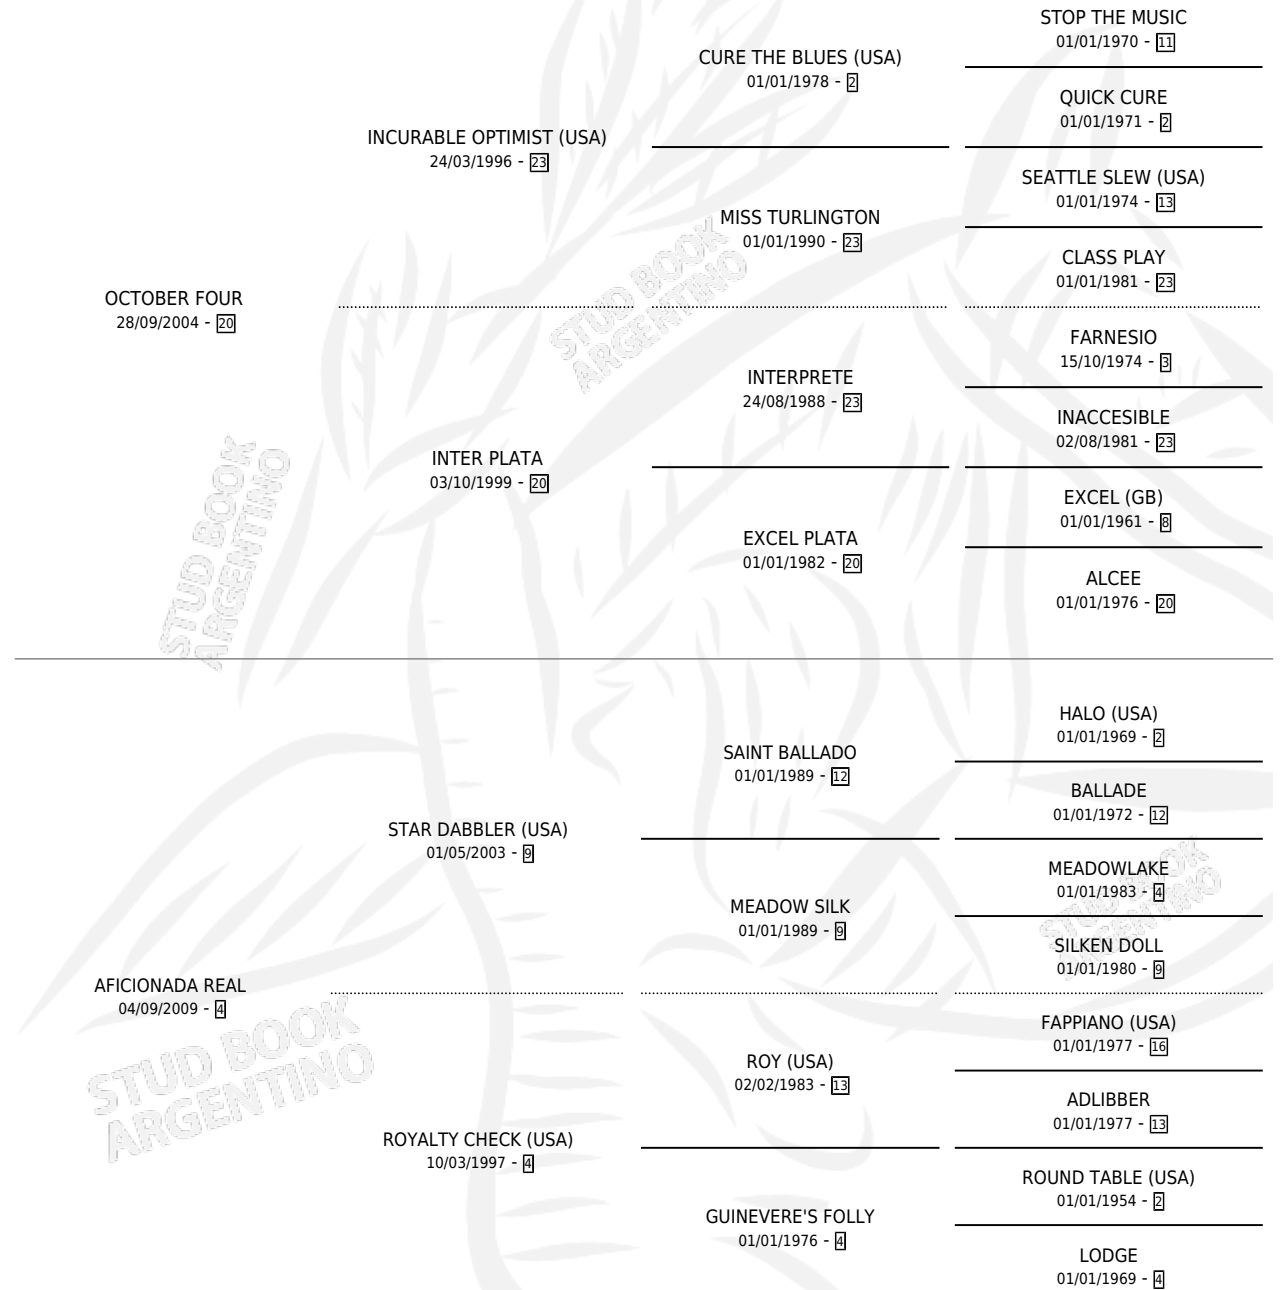 STOP THE MUSIC
01/01/1970 - 11
CURE THE BLUES (USA)
01/01/1978 - 2
QUICK CURE
01/01/1971 - 2
INCURABLE OPTIMIST (USA)
24/03/1996 - 23
SEATTLE SLEW (USA)
01/01/1974 - 13
MISS TURLINGTON
01/01/1990 - 23
CLASS PLAY
01/01/1981 - 23
OCTOBER FOUR
28/09/2004 - 20
STUD BOOK
ARGENTINO
FARNESIO
15/10/1974 - 3
INTERPRETE
24/08/1988 - 23
INACCESIBLE
02/08/1981 - 23
INTER PLATA
03/10/1999 - 20
EXCEL (GB)
01/01/1961 - 8
EXCEL PLATA
01/01/1982 - 20
ALCEE
01/01/1976 - 20
STUD BOOK
ARGENTINO
HALO (USA)
01/01/1969 - 2
SAINT BALLADO
01/01/1989 - 12
BALLADE
01/01/1972 - 12
STAR DABBLER (USA)
01/05/2003 - 9
MEADOWLAKE
01/01/1983 - 4
MEADOW SILK
01/01/1989 - 9
STUD BOOK
ARGENTINO
SILKEN DOLL
01/01/1980 - 9
AFICIONADA REAL
04/09/2009 - 4
STUD BOOK
ARGENTINO
FAPPIANO (USA)
01/01/1977 - 16
ROY (USA)
02/02/1983 - 13
ADLIBBER
01/01/1977 - 13
ROYALTY CHECK (USA)
10/03/1997 - 4
ROUND TABLE (USA)
01/01/1954 - 2
GUINEVERE'S FOLLY
01/01/1976 - 4
LODGE
01/01/1969 - 4